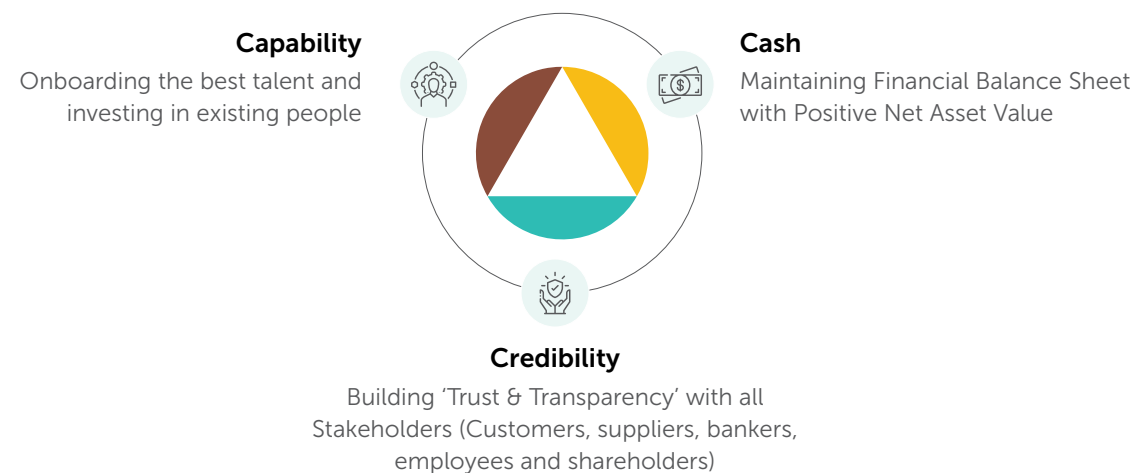 Capability
Onboarding the best talent and
investing in existing people
Cash
Maintaining Financial Balance Sheet
with Positive Net Asset Value
$
Credibility
Building ‘Trust & Transparency’ with all
Stakeholders (Customers, suppliers, bankers,
employees and shareholders)